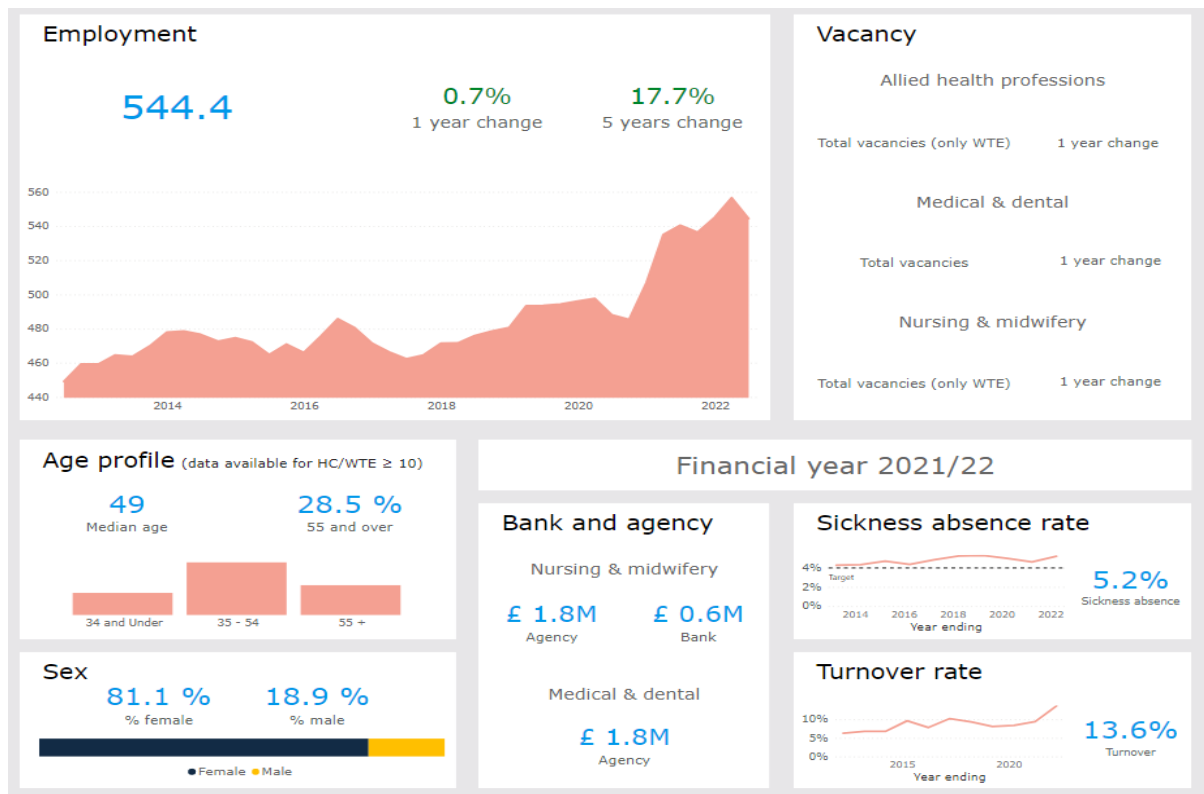 Employment
544.4
0.7%
1 year change
17.7%
5 years change
560
540
520
500
480
460
440
2014 2016 2018 2020 2022
Vacancy
Allied health professions
Total vacancies (only WTE) 1 year change
Medical & dental
Total vacancies 1 year change
Nursing & midwifery
Total vacancies (only WTE) 1 year change
Age profile (data available for HC/WTE ≥ 10)
49
Median age
28.5 %
55 and over
34 and Under 35 - 54 55 +
Sex
81.1 %
% female
18.9 %
% male
Female Male
Financial year 2021/22
Bank and agency
Nursing & midwifery
£ 1.8M
Agency
£ 0.6M
Bank
Medical & dental
£ 1.8M
Agency
Sickness absence rate
4%
Target
2%
0%
2014 2016 2018 2020 2022
Year ending
5.2%
Sickness absence
Turnover rate
10%
5%
0%
2015 2020
Year ending
13.6%
Turnover